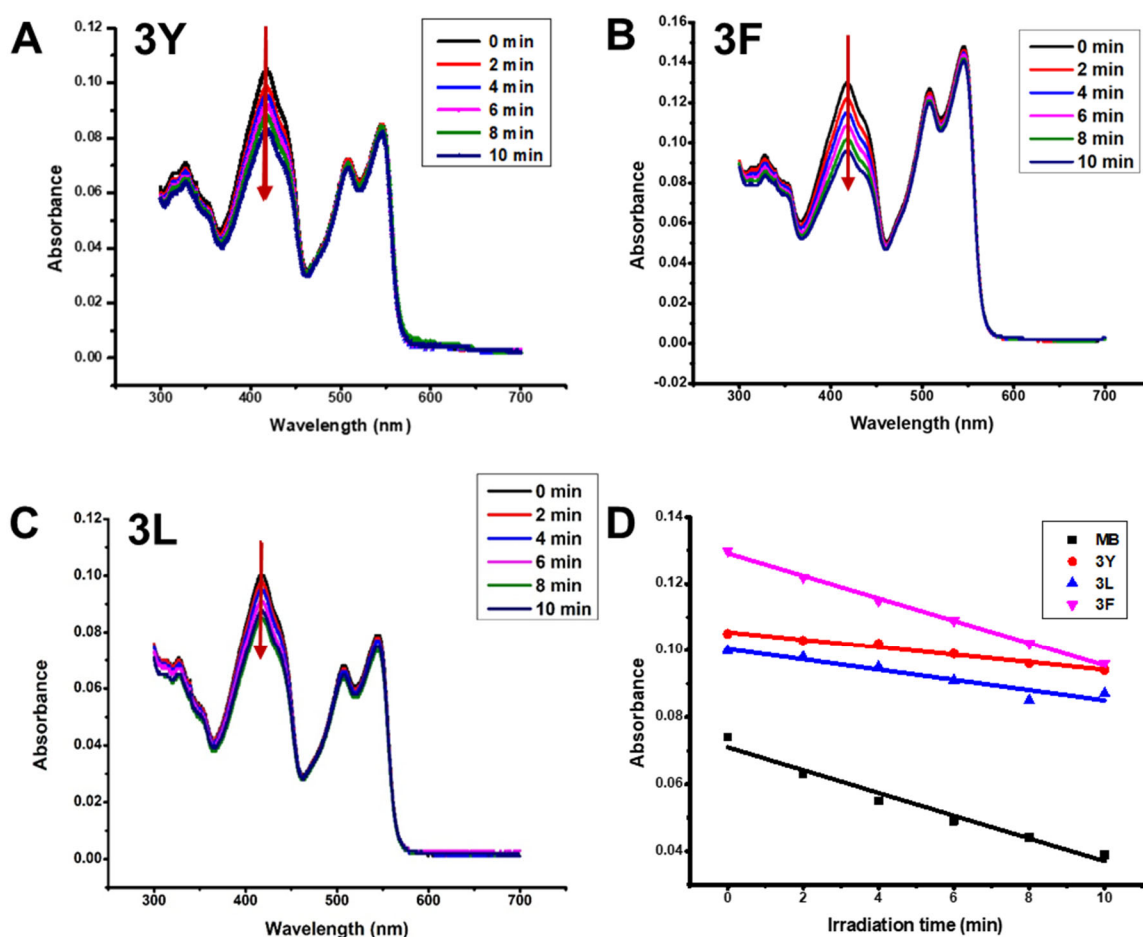 A
3Y
0 min
2 min
4 min
6 min
8 min
10 min
0.12
0.10
0.08
0.06
0.04
0.02
0.00
Absorbance
300
400
500
600
700
Wavelength (nm)
B
3F
0 min
2 min
4 min
6 min
8 min
10 min
0.16
0.14
0.12
0.10
0.08
0.06
0.04
0.02
0.00
-0.02
Absorbance
300
400
500
600
700
Wavelength (nm)
C
3L
0 min
2 min
4 min
6 min
8 min
10 min
0.12
0.10
0.08
0.06
0.04
0.02
0.00
Absorbance
300
400
500
600
700
Wavelength (nm)
D
MB
3Y
3L
3F
0.14
0.12
0.10
0.08
0.06
0.04
Absorbance
0
2
4
6
8
10
Irradiation time (min)